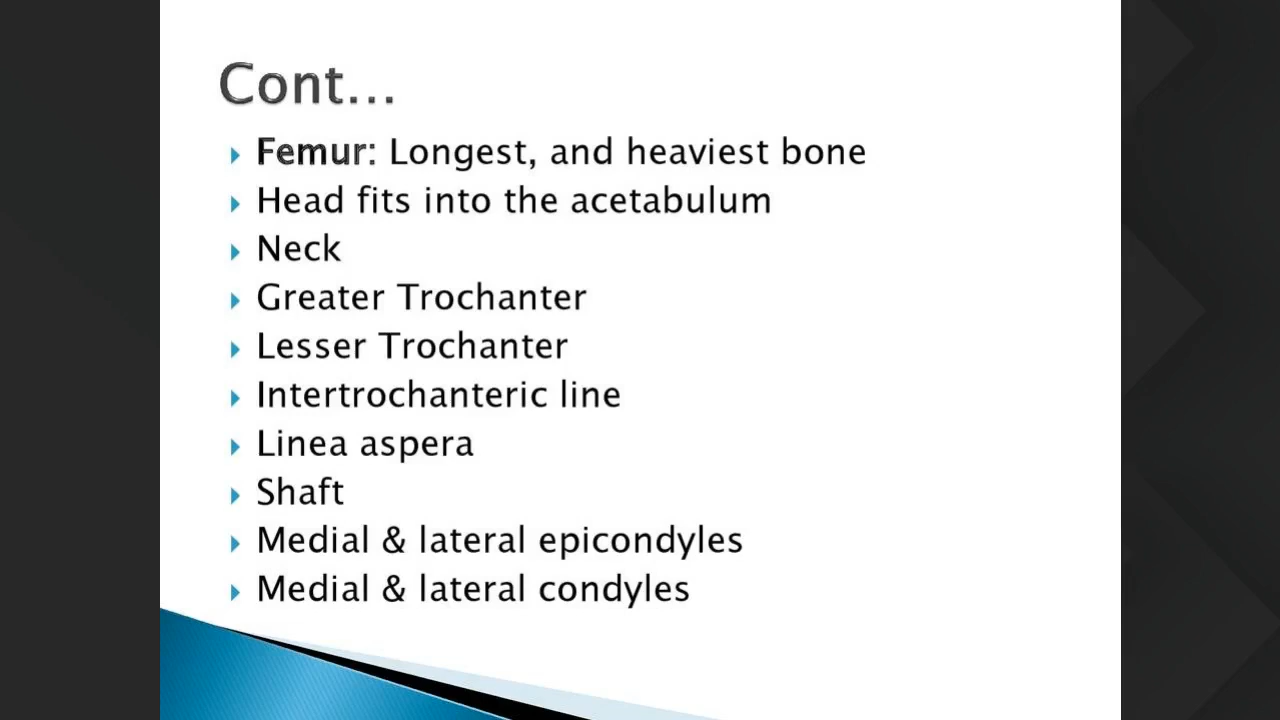 Cont...
Femur: Longest, and heaviest bone
Head fits into the acetabulum
Neck
Greater Trochanter
Lesser Trochanter
Intertrochanteric line
Linea aspera
Shaft
Medial & lateral epicondyles
Medial & lateral condyles